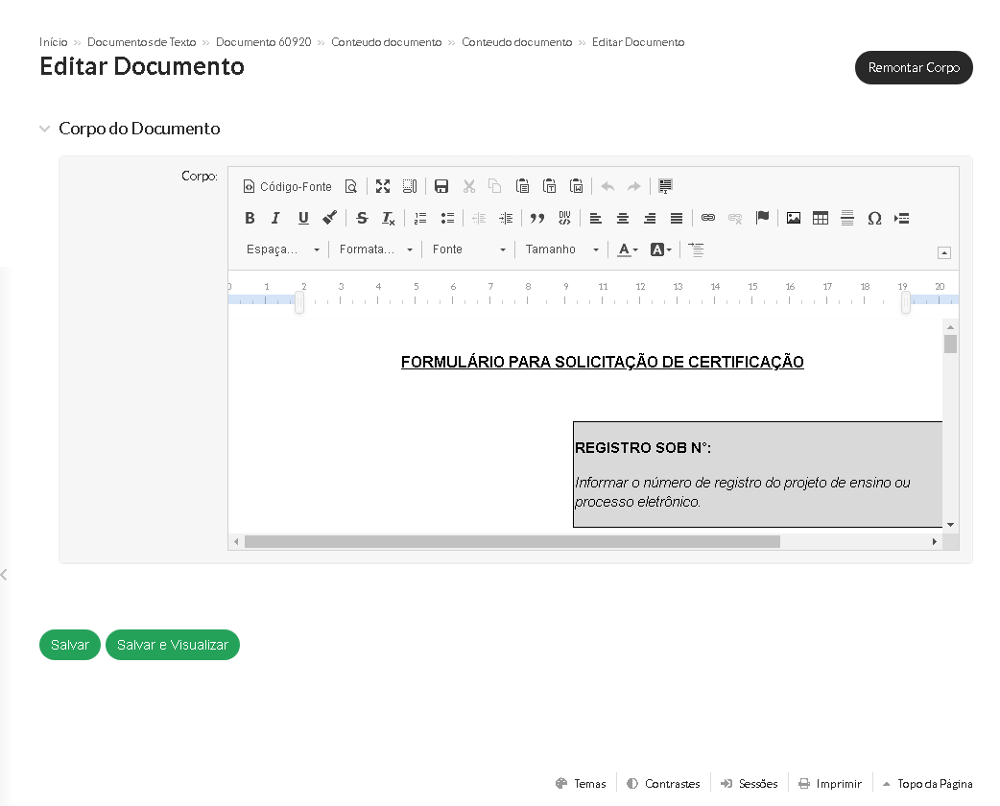 Início » Documentos de Texto » Documento 60920 » Conteudo documento » Conteudo documento » Editar Documento
Editar Documento
Remontar Corpo
Corpo do Documento
Corpo:
Código-Fonte
B I U S Tx DIV Ω
Espaça... Formata... Fonte Tamanho A A
0 1 2 3 4 5 6 7 8 9 11 12 13 14 15 16 17 18 19 20
FORMULÁRIO PARA SOLICITAÇÃO DE CERTIFICAÇÃO
REGISTRO SOB N°:
Informar o número de registro do projeto de ensino ou
processo eletrônico.
Salvar Salvar e Visualizar
Temas Contrastes Sessões Imprimir Topo da Página